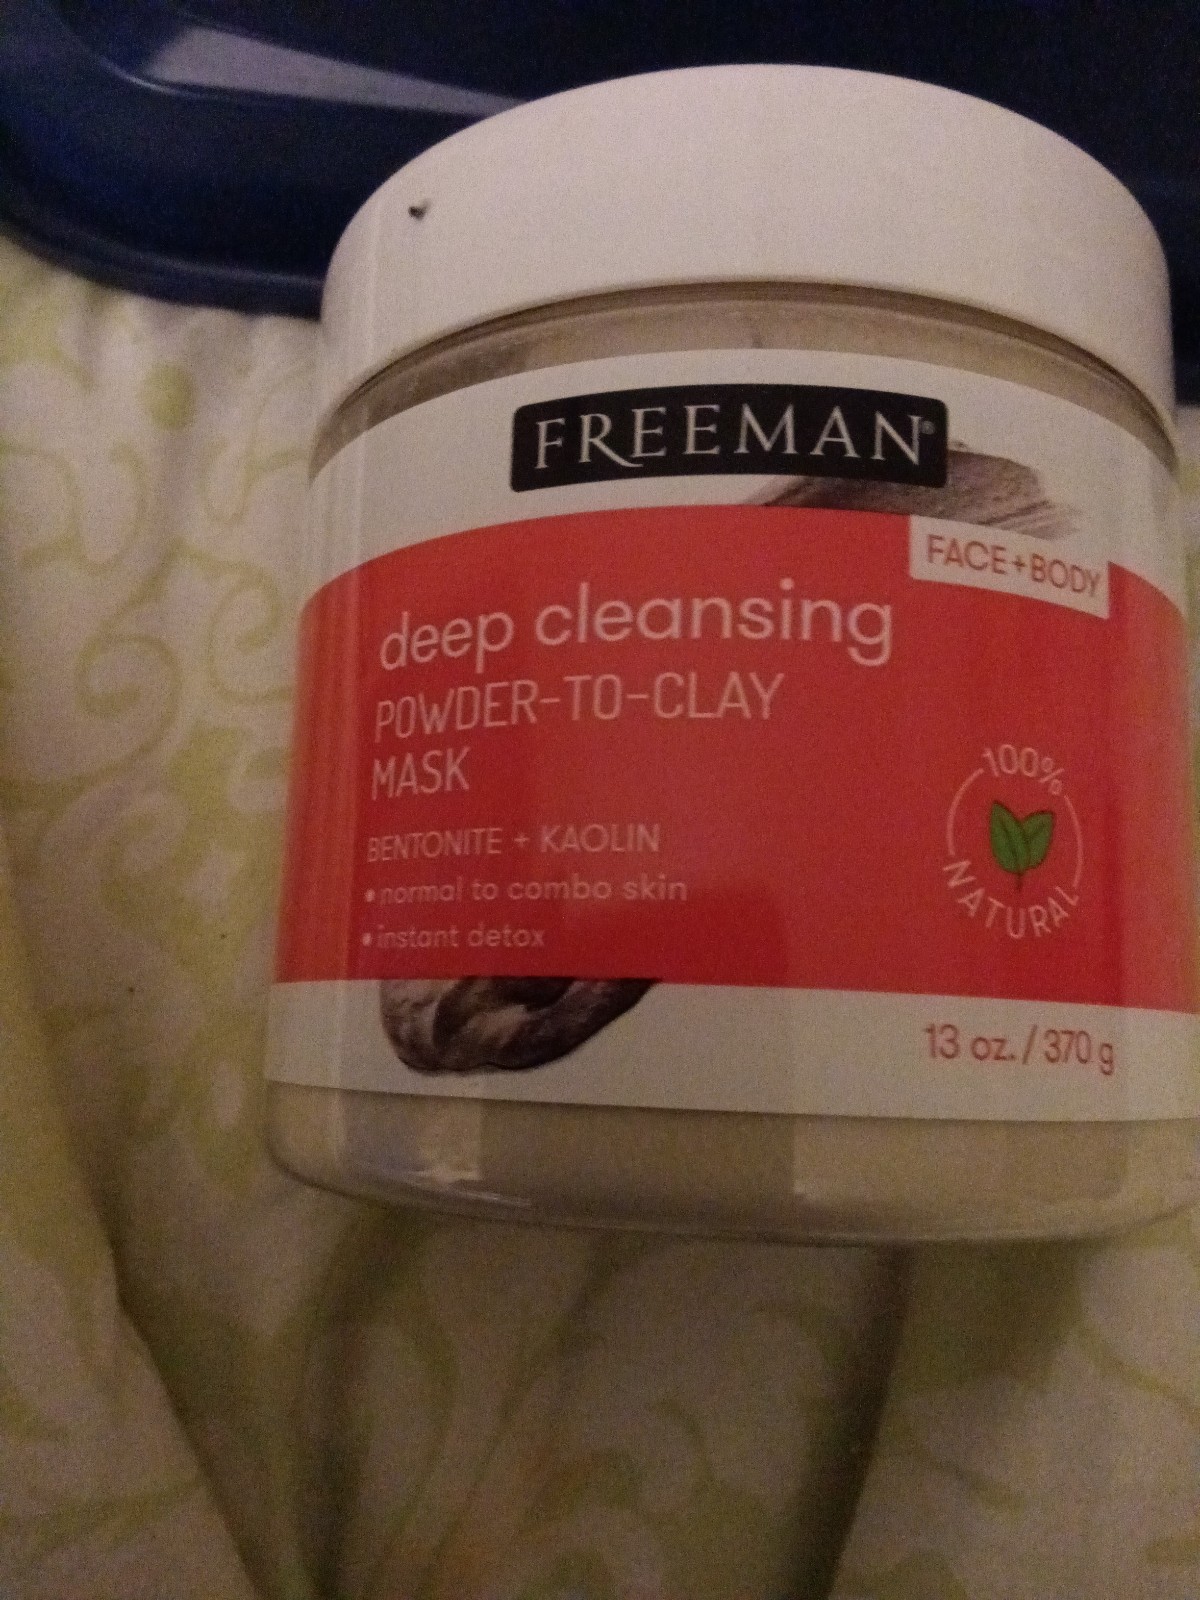 FREEMAN®
FACE+BODY
deep cleansing
POWDER-TO-CLAY
MASK
BENTONITE + KAOLIN
• normal to combo skin
• instant detox
100%
NATURAL
13 oz. / 370 g